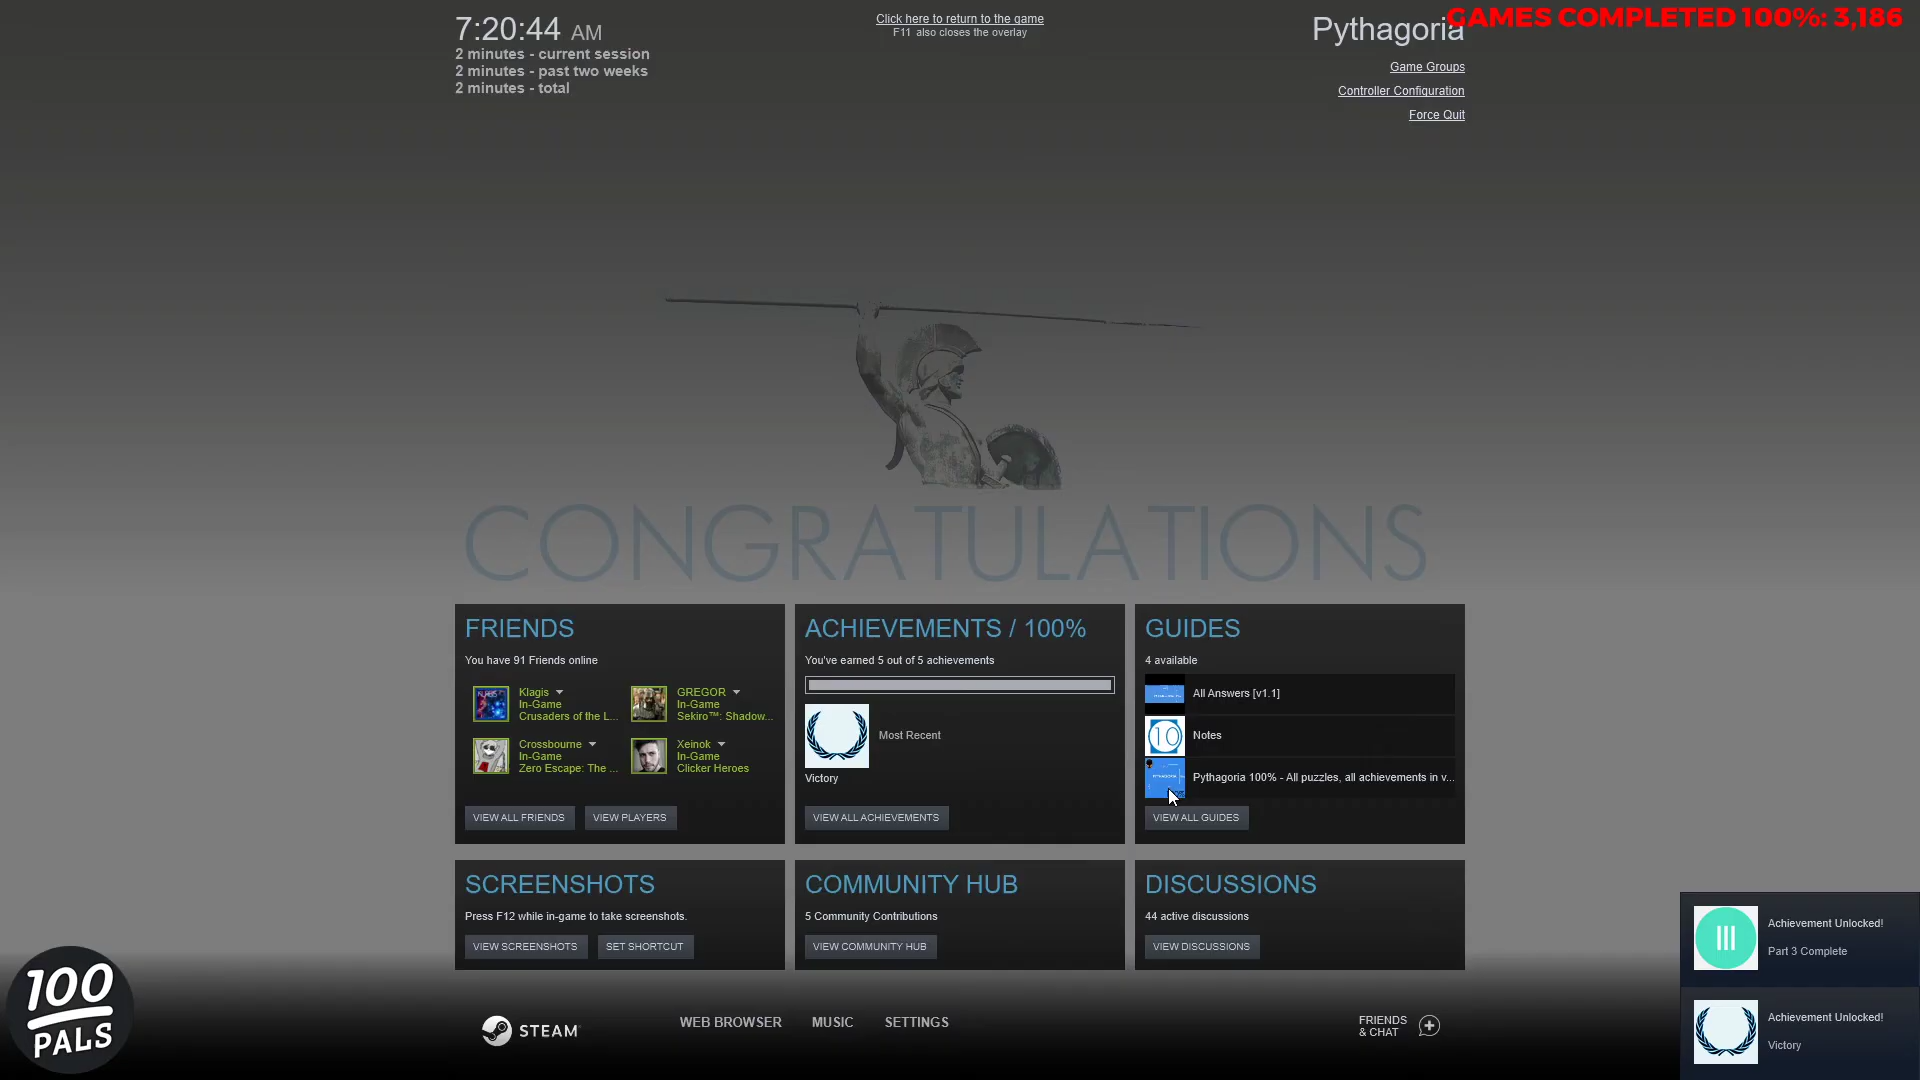 7:20:44 AM
2 minutes - current session
2 minutes - past two weeks
2 minutes - total
Click here to return to the game
F11 also closes the overlay
Pythagoria
GAMES COMPLETED 100%: 3,186
Game Groups
Controller Configuration
Force Quit
CONGRATULATIONS
FRIENDS
You have 91 Friends online
Klagis
In-Game
Crusaders of the L...
GREGOR
In-Game
Sekiro™: Shadow...
Crossbourne
In-Game
Zero Escape: The ...
Xeinok
In-Game
Clicker Heroes
VIEW ALL FRIENDS
VIEW PLAYERS
ACHIEVEMENTS / 100%
You've earned 5 out of 5 achievements
Most Recent
Victory
VIEW ALL ACHIEVEMENTS
GUIDES
4 available
All Answers [v1.1]
10
Notes
Pythagoria 100% - All puzzles, all achievements in v...
VIEW ALL GUIDES
SCREENSHOTS
Press F12 while in-game to take screenshots.
VIEW SCREENSHOTS
SET SHORTCUT
COMMUNITY HUB
5 Community Contributions
VIEW COMMUNITY HUB
DISCUSSIONS
44 active discussions
VIEW DISCUSSIONS
III
Achievement Unlocked!
Part 3 Complete
Achievement Unlocked!
Victory
100
PALS
STEAM
WEB BROWSER
MUSIC
SETTINGS
FRIENDS
& CHAT